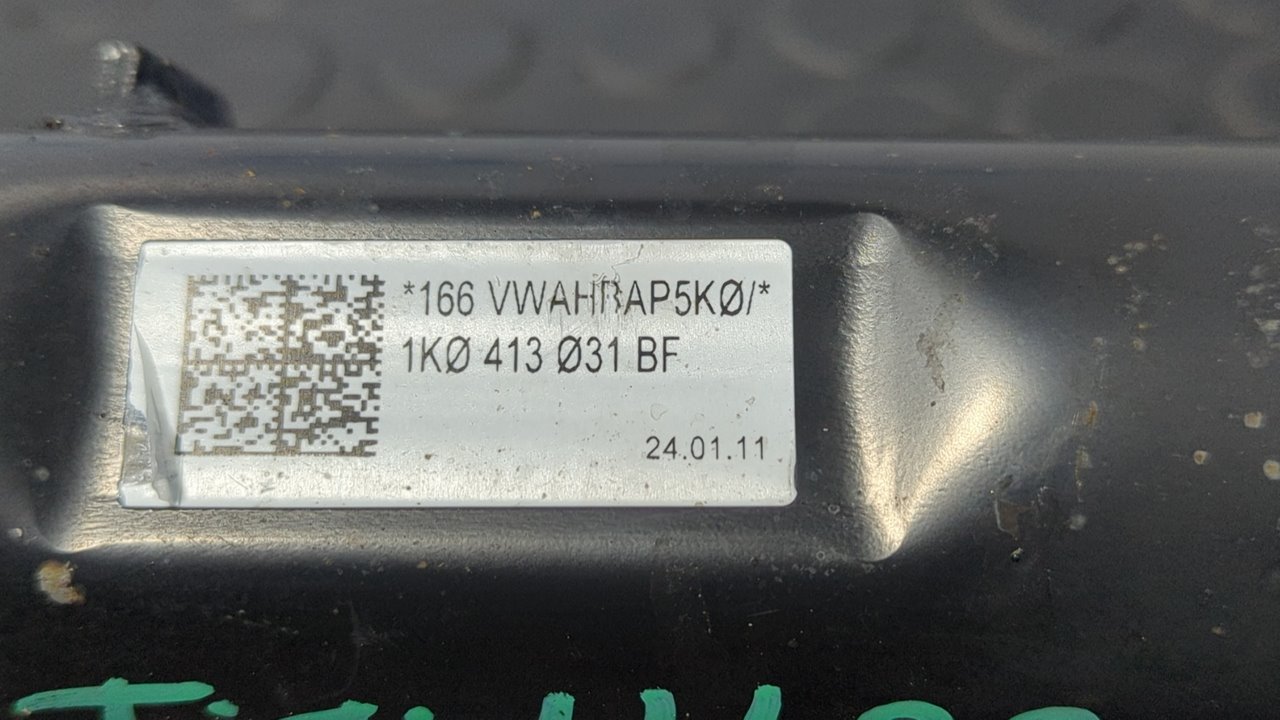 *166 VWAHRAP5KØ/*
1KØ 413 Ø31 BF
24.01.11